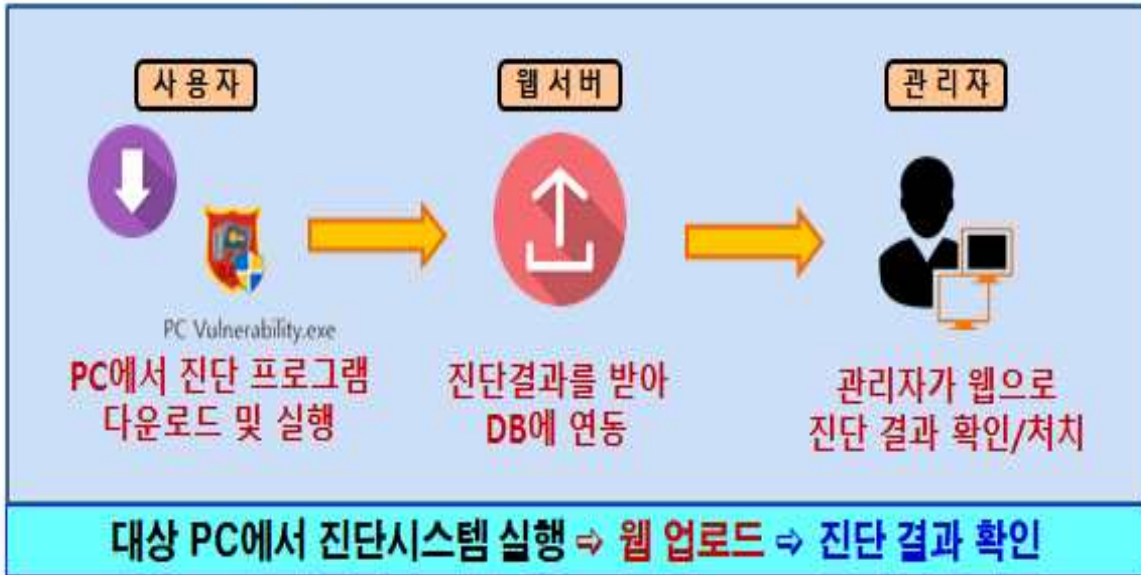 사용자
웹서버
관리자
PC Vulnerability.exe
PC에서 진단 프로그램
다운로드 및 실행
진단결과를 받아
DB에 연동
관리자가 웹으로
진단 결과 확인/처치
대상 PC에서 진단시스템 실행 ⇨ 웹 업로드 ⇨ 진단 결과 확인